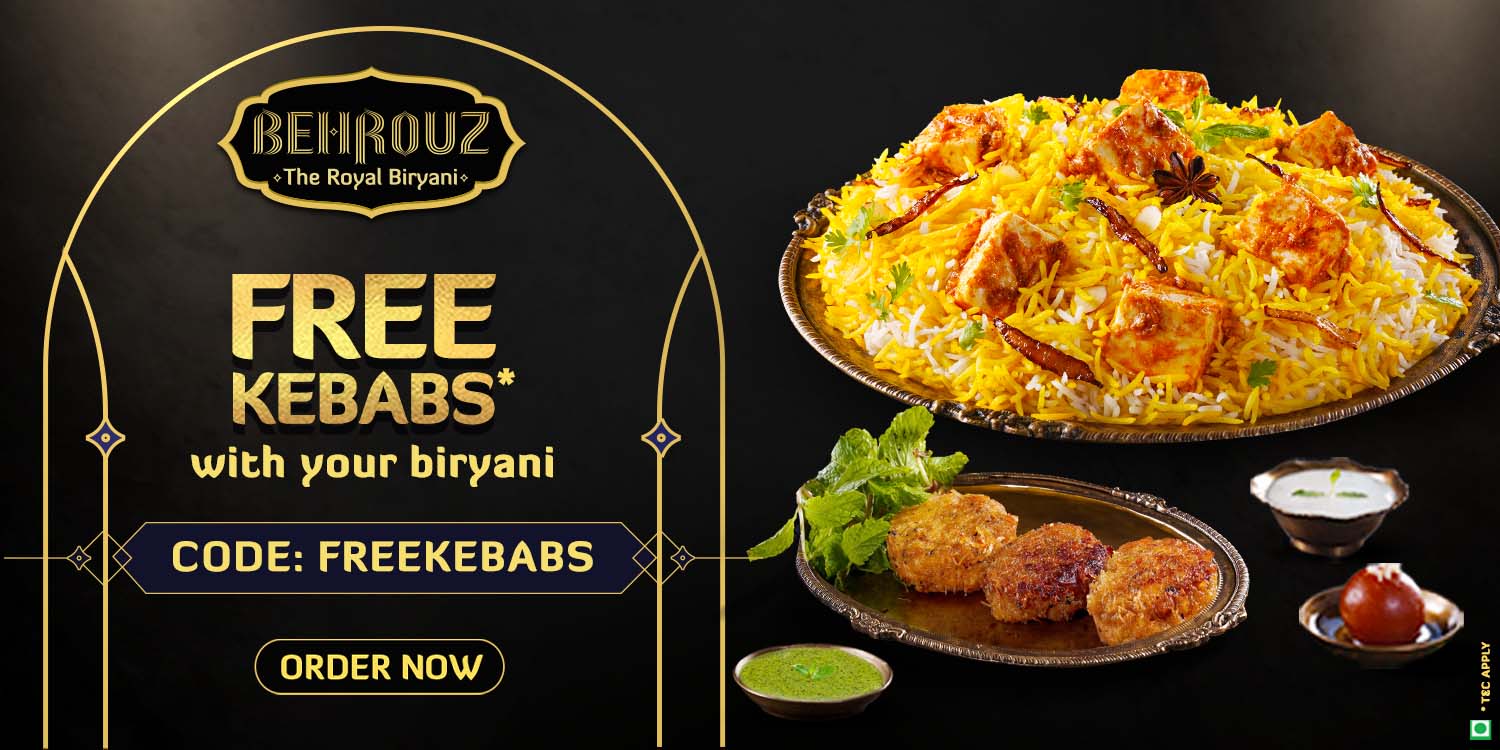 BEHROUZ
The Royal Biryani
FREE
KEBABS*
with your biryani
CODE: FREEKEBABS
ORDER NOW
* T&C APPLY